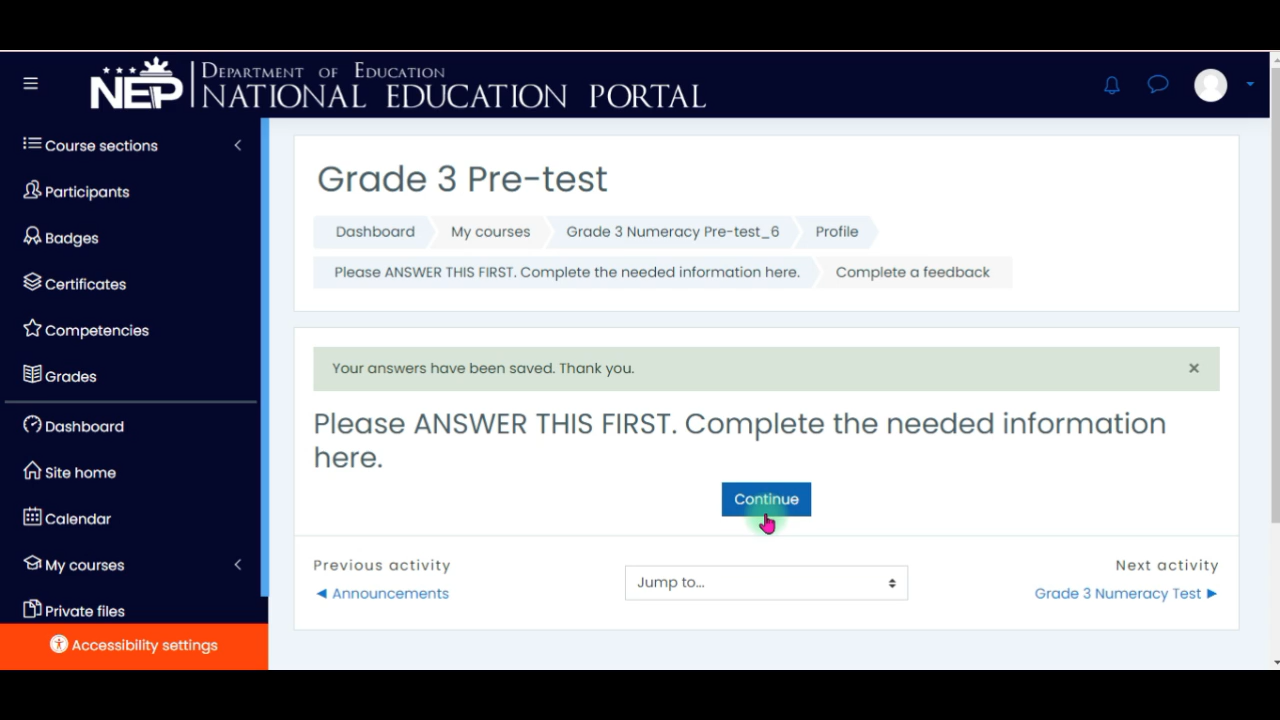 NEP
DEPARTMENT OF EDUCATION
NATIONAL EDUCATION PORTAL
Course sections
Participants
Badges
Certificates
Competencies
Grades
Dashboard
Site home
Calendar
My courses
Private files
Accessibility settings
Grade 3 Pre-test
Dashboard My courses Grade 3 Numeracy Pre-test_6 Profile
Please ANSWER THIS FIRST. Complete the needed information here. Complete a feedback
Your answers have been saved. Thank you. ×
Please ANSWER THIS FIRST. Complete the needed information
here.
Continue
Previous activity
◀ Announcements
Jump to...
Next activity
Grade 3 Numeracy Test ▶